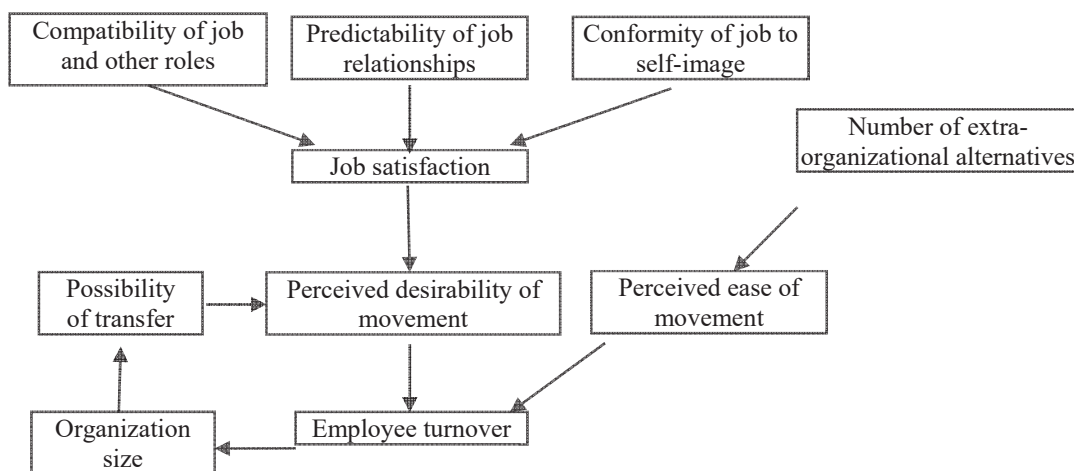 Compatibility of job
and other roles
Predictability of job
relationships
Conformity of job to
self-image
Number of extra-
organizational alternatives
Job satisfaction
Possibility
of transfer
Perceived desirability of
movement
Perceived ease of
movement
Organization
size
Employee turnover